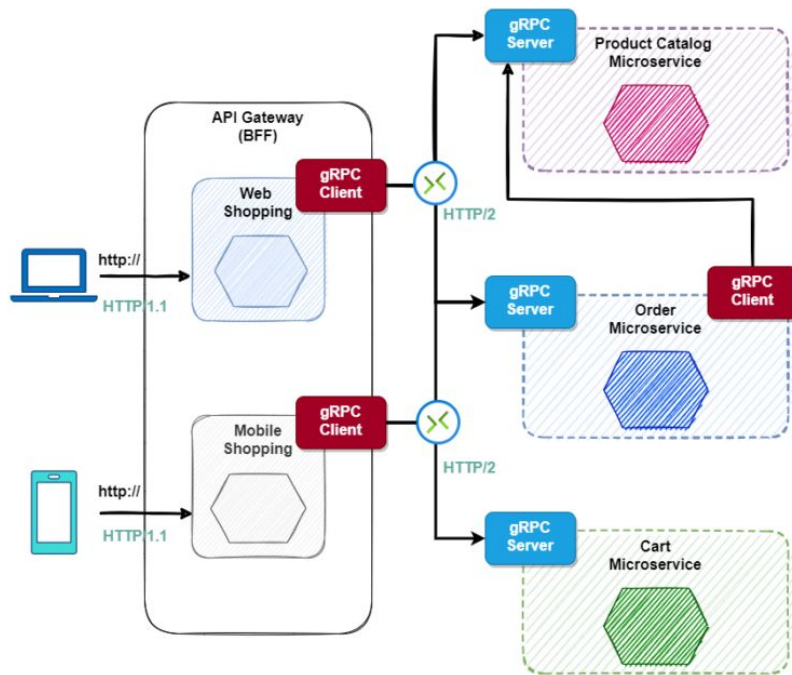 gRPC
Server
Product Catalog
Microservice
API Gateway
(BFF)
gRPC
Client
Web
Shopping
HTTP/2
http://
HTTP/1.1
gRPC
Server
Order
Microservice
gRPC
Client
gRPC
Client
Mobile
Shopping
HTTP/2
http://
HTTP/1.1
gRPC
Server
Cart
Microservice